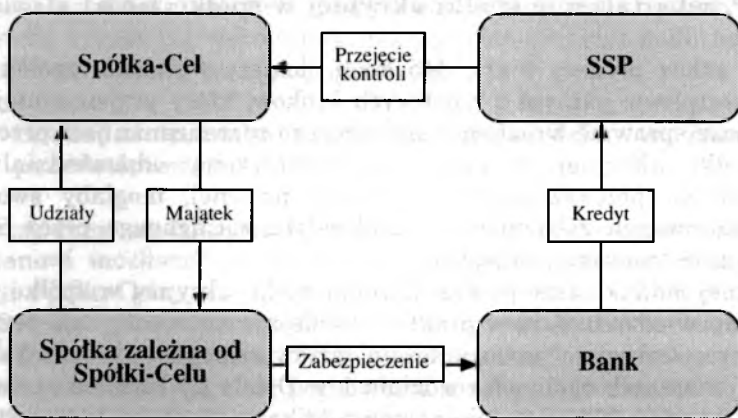 Spółka-Cel
Przejęcie
kontroli
SSP
Udziały
Majątek
Kredyt
Spółka zależna od
Spółki-Celu
Zabezpieczenie
Bank